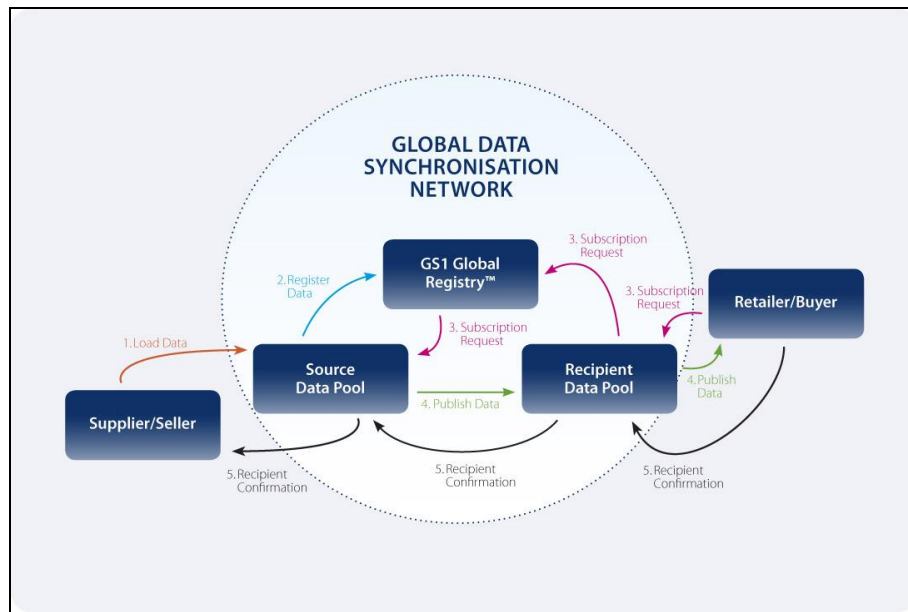 GLOBAL DATA
SYNCHRONISATION
NETWORK
3. Subscription
Request
GS1 Global
Registry™
2. Register
Data
3. Subscription
Request
Retailer/Buyer
3. Subscription
Request
1. Load Data
Source
Data Pool
Recipient
Data Pool
4. Publish
Data
4. Publish Data
Supplier/Seller
5. Recipient
Confirmation
5. Recipient
Confirmation
5. Recipient
Confirmation